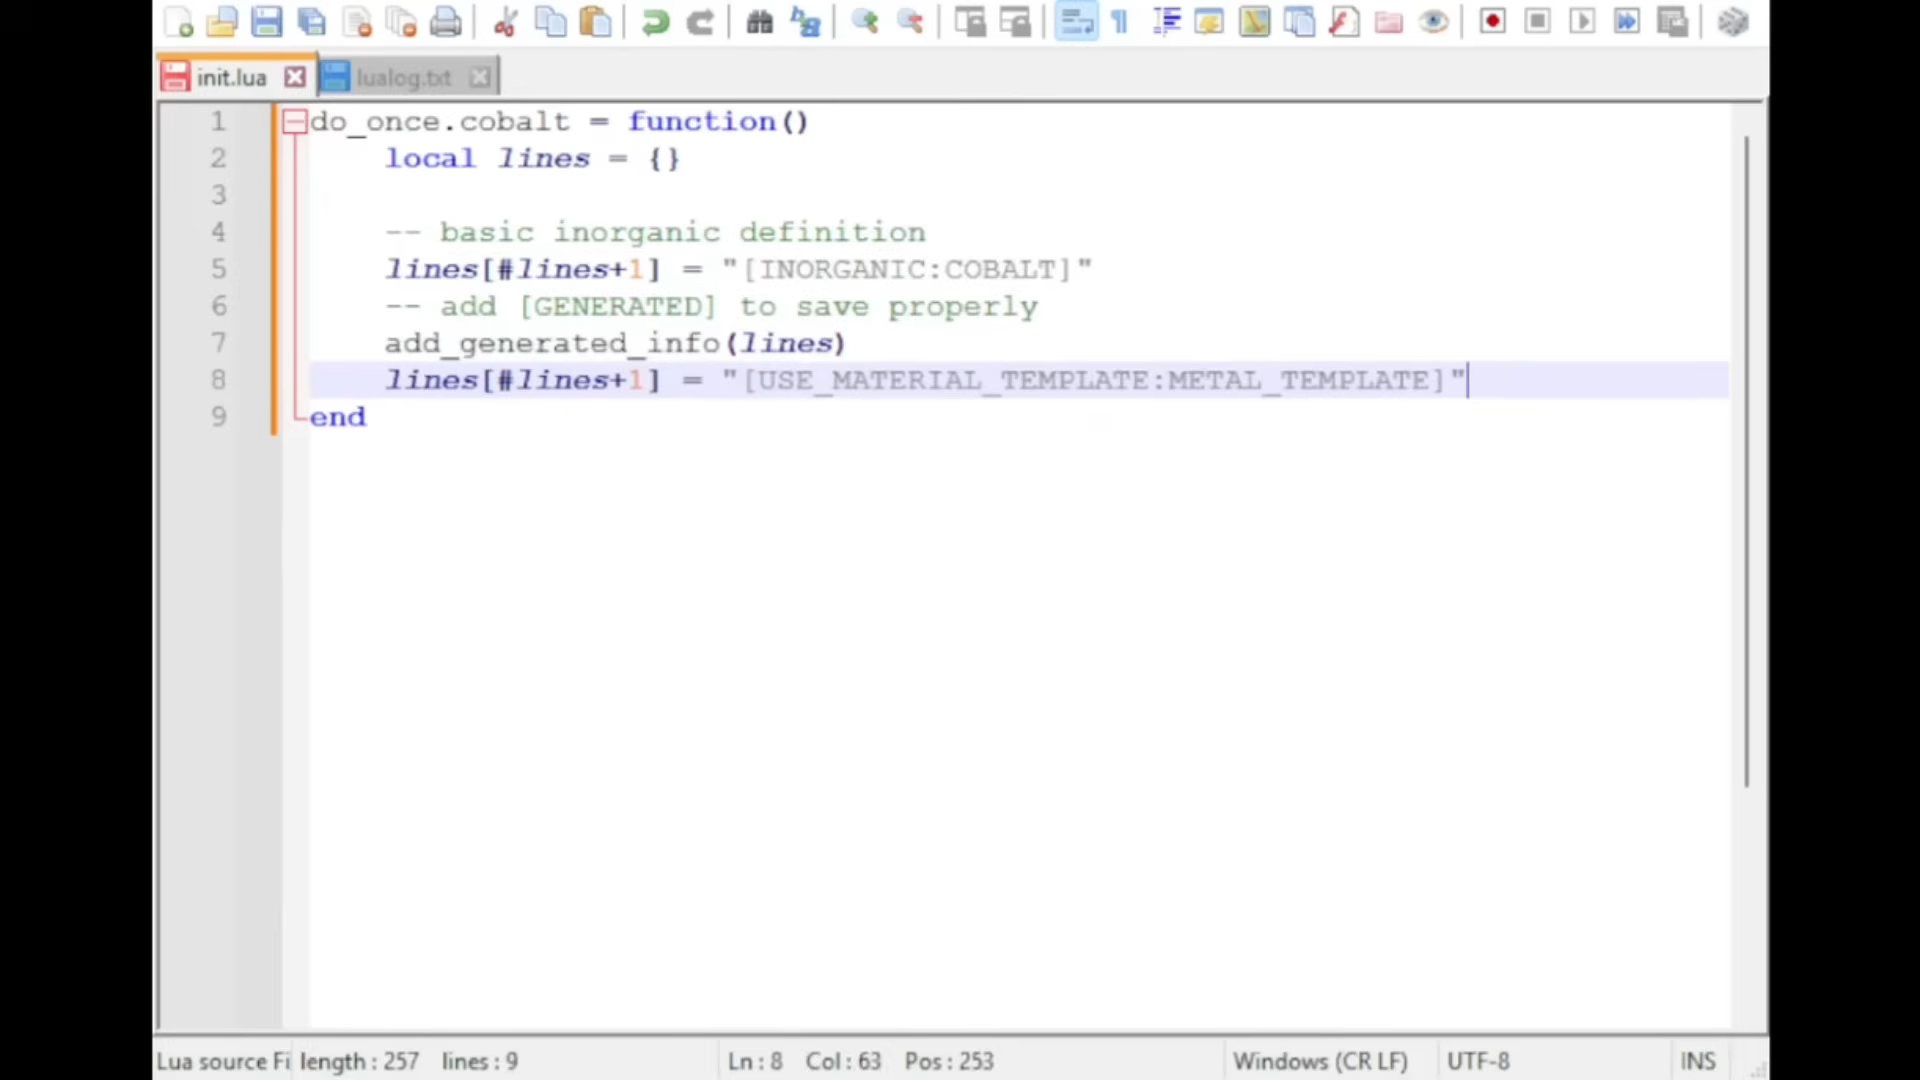 init.lua lualog.txt
1 do_once.cobalt = function()
2 local lines = {}
3
4 -- basic inorganic definition
5 lines[#lines+1] = "[INORGANIC:COBALT]"
6 -- add [GENERATED] to save properly
7 add_generated_info(lines)
8 lines[#lines+1] = "[USE_MATERIAL_TEMPLATE:METAL_TEMPLATE]"
9 end
Lua source Fi length : 257 lines : 9 Ln : 8 Col : 63 Pos : 253 Windows (CR LF) UTF-8 INS